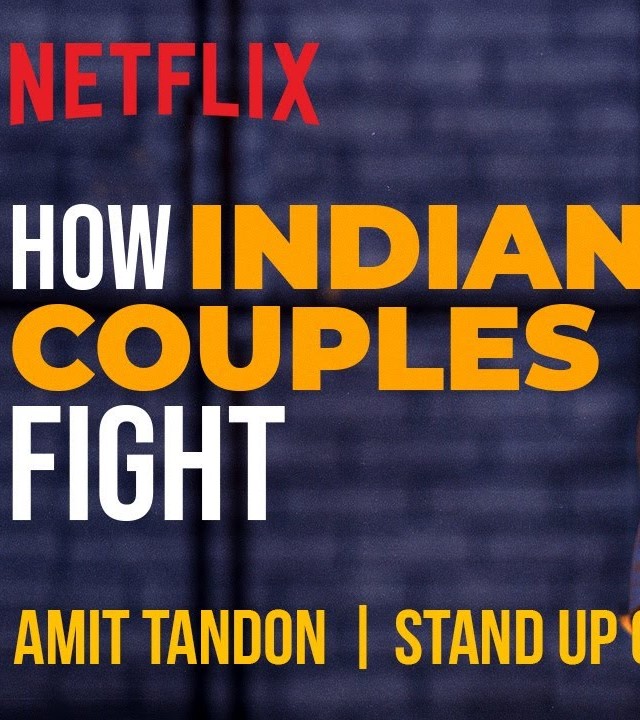 NETFLIX
HOW INDIAN
COUPLES
FIGHT
AMIT TANDON | STAND UP